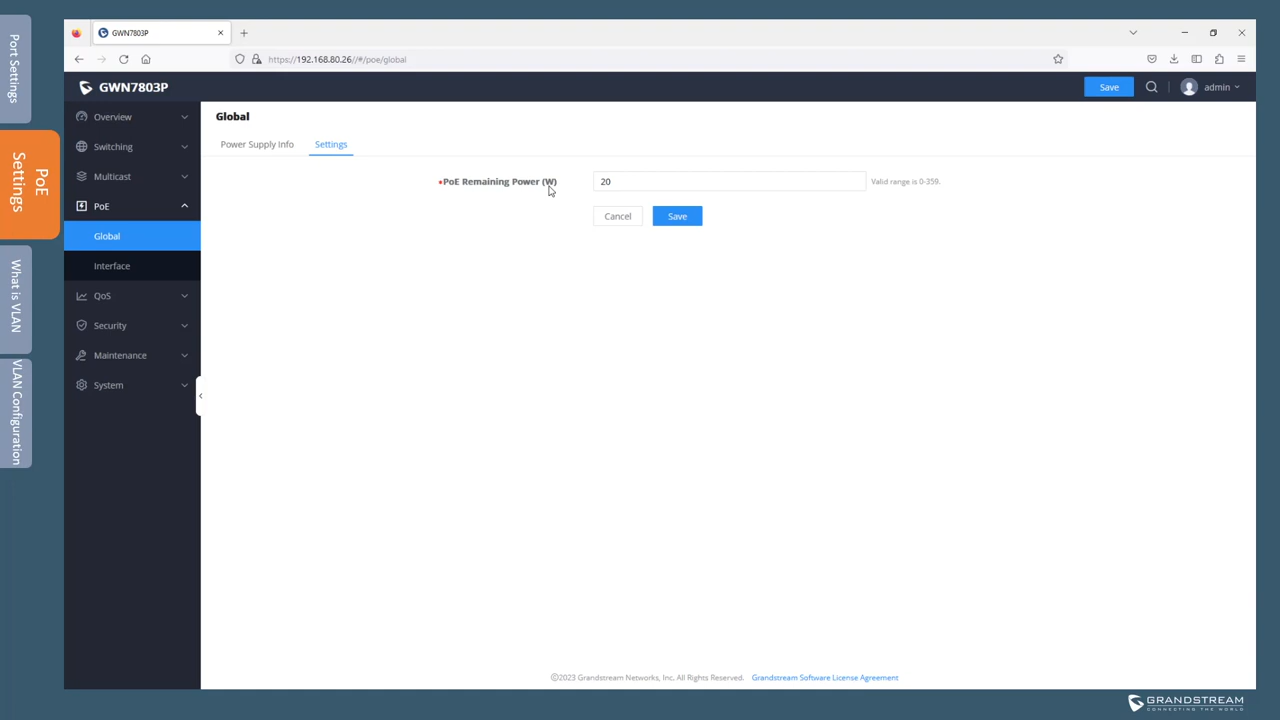 Port Settings
PoE
Settings
What is VLAN
VLAN Configuration
GWN7803P
https://192.168.80.26//#/poe/global
GWN7803P
Save
admin
Overview
Switching
Multicast
PoE
Global
Interface
QoS
Security
Maintenance
System
Global
Power Supply Info
Settings
*PoE Remaining Power (W)
20
Valid range is 0-359.
Cancel
Save
©2023 Grandstream Networks, Inc. All Rights Reserved. Grandstream Software License Agreement
GRANDSTREAM
CONNECTING THE WORLD